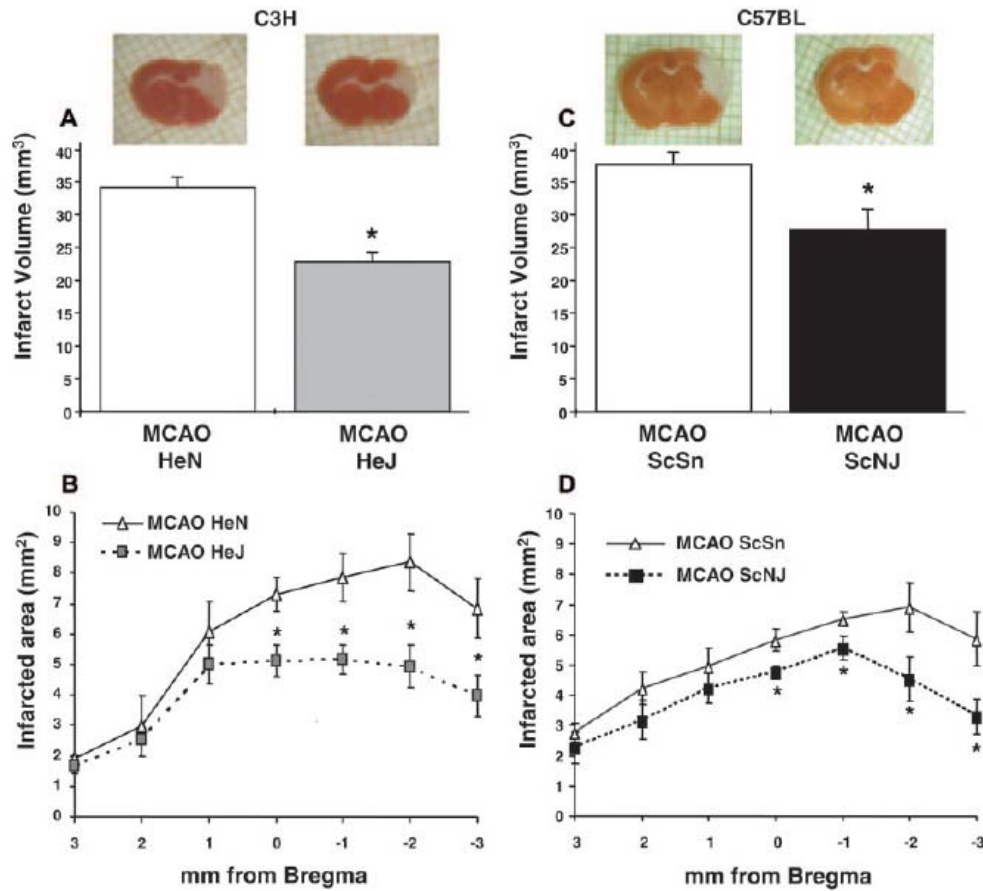 C3H
C57BL
A
Infarct Volume (mm³)
40
35
30
25
20
15
10
5
0
*
MCAO
HeN
MCAO
HeJ
C
Infarct Volume (mm³)
40
35
30
25
20
15
10
5
0
*
MCAO
ScSn
MCAO
ScNJ
B
Infarcted area (mm²)
10
9
8
7
6
5
4
3
2
1
0
MCAO HeN
MCAO HeJ
* * * *
3 2 1 0 -1 -2 -3
mm from Bregma
D
Infarcted area (mm²)
10
9
8
7
6
5
4
3
2
1
0
MCAO ScSn
MCAO ScNJ
* * * *
3 2 1 0 -1 -2 -3
mm from Bregma